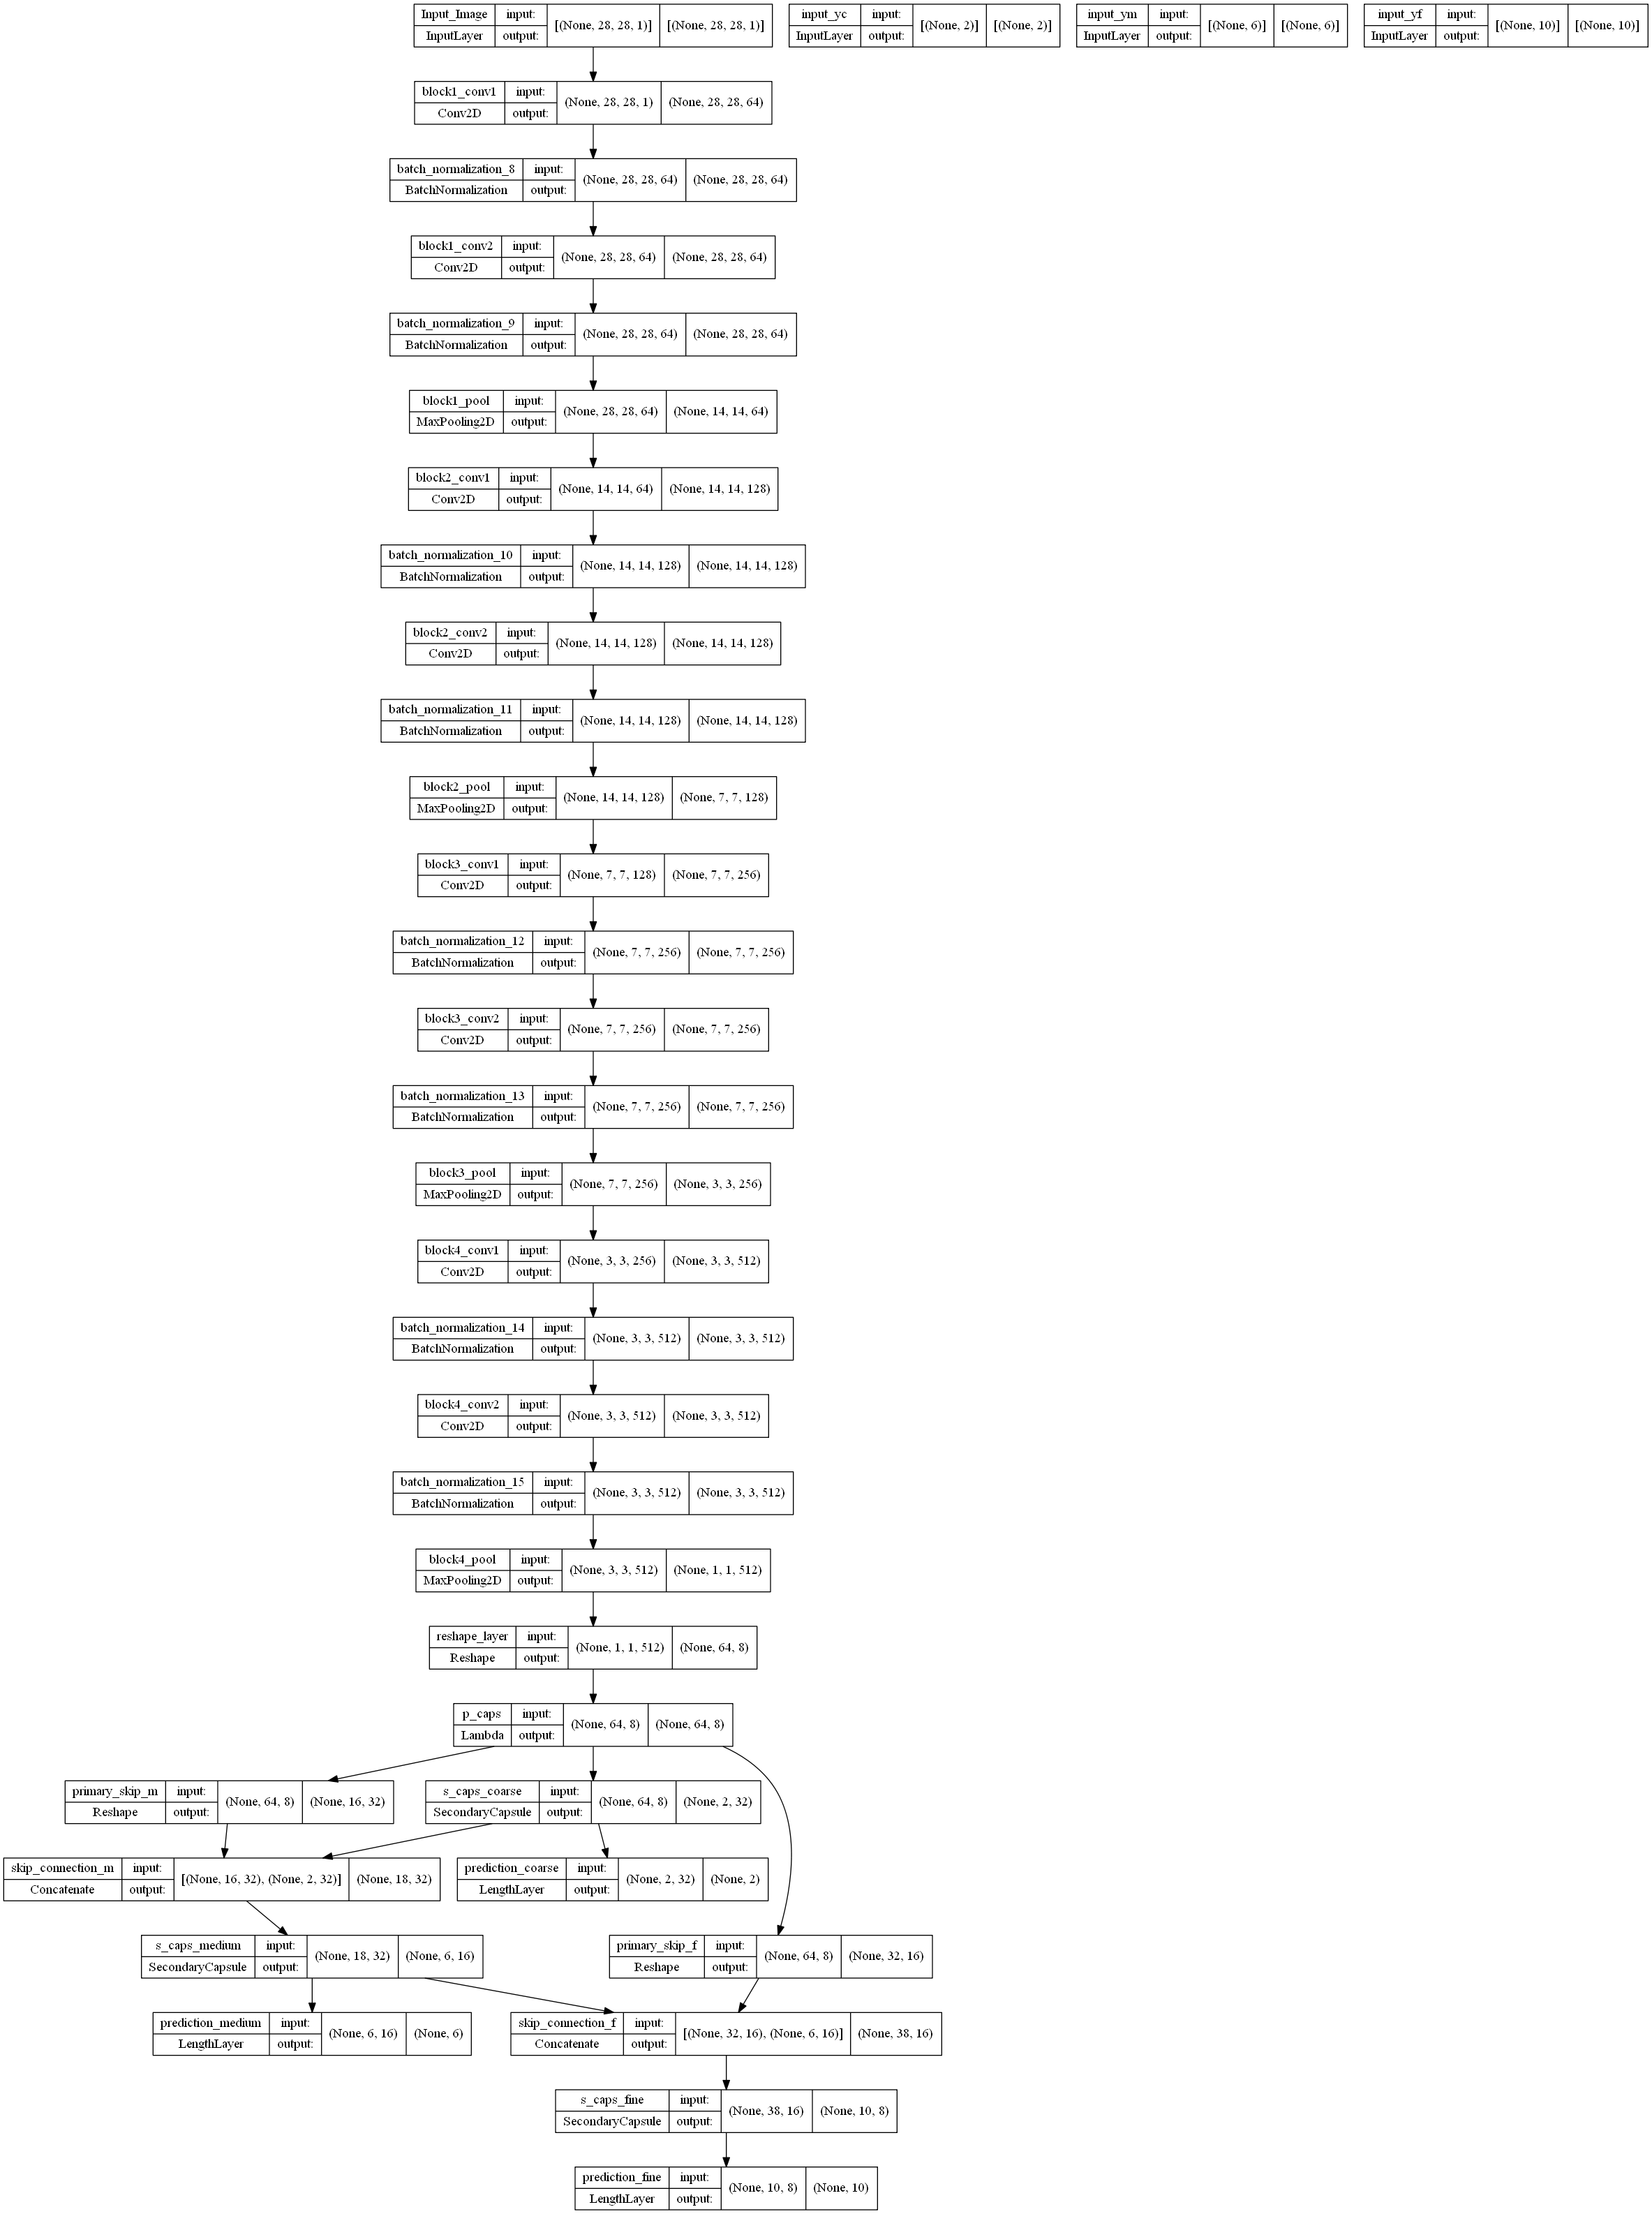 Input_Image input: [(None, 28, 28, 1)] [(None, 28, 28, 1)]
InputLayer output:
input_yc input: [(None, 2)] [(None, 2)]
InputLayer output:
input_ym input: [(None, 6)] [(None, 6)]
InputLayer output:
input_yf input: [(None, 10)] [(None, 10)]
InputLayer output:
block1_conv1 input: (None, 28, 28, 1) (None, 28, 28, 64)
Conv2D output:
batch_normalization_8 input: (None, 28, 28, 64) (None, 28, 28, 64)
BatchNormalization output:
block1_conv2 input: (None, 28, 28, 64) (None, 28, 28, 64)
Conv2D output:
batch_normalization_9 input: (None, 28, 28, 64) (None, 28, 28, 64)
BatchNormalization output:
block1_pool input: (None, 28, 28, 64) (None, 14, 14, 64)
MaxPooling2D output:
block2_conv1 input: (None, 14, 14, 64) (None, 14, 14, 128)
Conv2D output:
batch_normalization_10 input: (None, 14, 14, 128) (None, 14, 14, 128)
BatchNormalization output:
block2_conv2 input: (None, 14, 14, 128) (None, 14, 14, 128)
Conv2D output:
batch_normalization_11 input: (None, 14, 14, 128) (None, 14, 14, 128)
BatchNormalization output:
block2_pool input: (None, 14, 14, 128) (None, 7, 7, 128)
MaxPooling2D output:
block3_conv1 input: (None, 7, 7, 128) (None, 7, 7, 256)
Conv2D output:
batch_normalization_12 input: (None, 7, 7, 256) (None, 7, 7, 256)
BatchNormalization output:
block3_conv2 input: (None, 7, 7, 256) (None, 7, 7, 256)
Conv2D output:
batch_normalization_13 input: (None, 7, 7, 256) (None, 7, 7, 256)
BatchNormalization output:
block3_pool input: (None, 7, 7, 256) (None, 3, 3, 256)
MaxPooling2D output:
block4_conv1 input: (None, 3, 3, 256) (None, 3, 3, 512)
Conv2D output:
batch_normalization_14 input: (None, 3, 3, 512) (None, 3, 3, 512)
BatchNormalization output:
block4_conv2 input: (None, 3, 3, 512) (None, 3, 3, 512)
Conv2D output:
batch_normalization_15 input: (None, 3, 3, 512) (None, 3, 3, 512)
BatchNormalization output:
block4_pool input: (None, 3, 3, 512) (None, 1, 1, 512)
MaxPooling2D output:
reshape_layer input: (None, 1, 1, 512) (None, 64, 8)
Reshape output:
p_caps input: (None, 64, 8) (None, 64, 8)
Lambda output:
primary_skip_m input: (None, 64, 8) (None, 16, 32)
Reshape output:
s_caps_coarse input: (None, 64, 8) (None, 2, 32)
SecondaryCapsule output:
skip_connection_m input: [(None, 16, 32), (None, 2, 32)] (None, 18, 32)
Concatenate output:
prediction_coarse input: (None, 2, 32) (None, 2)
LengthLayer output:
s_caps_medium input: (None, 18, 32) (None, 6, 16)
SecondaryCapsule output:
primary_skip_f input: (None, 64, 8) (None, 32, 16)
Reshape output:
prediction_medium input: (None, 6, 16) (None, 6)
LengthLayer output:
skip_connection_f input: [(None, 32, 16), (None, 6, 16)] (None, 38, 16)
Concatenate output:
s_caps_fine input: (None, 38, 16) (None, 10, 8)
SecondaryCapsule output:
prediction_fine input: (None, 10, 8) (None, 10)
LengthLayer output: